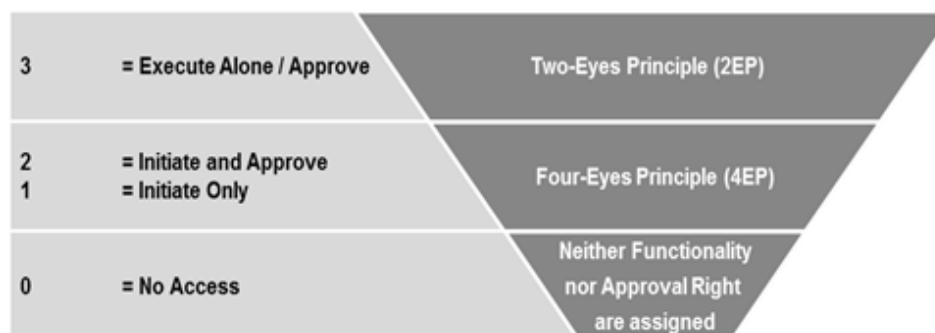 3 = Execute Alone / Approve
Two-Eyes Principle (2EP)
2 = Initiate and Approve
1 = Initiate Only
Four-Eyes Principle (4EP)
0 = No Access
Neither Functionality
nor Approval Right
are assigned